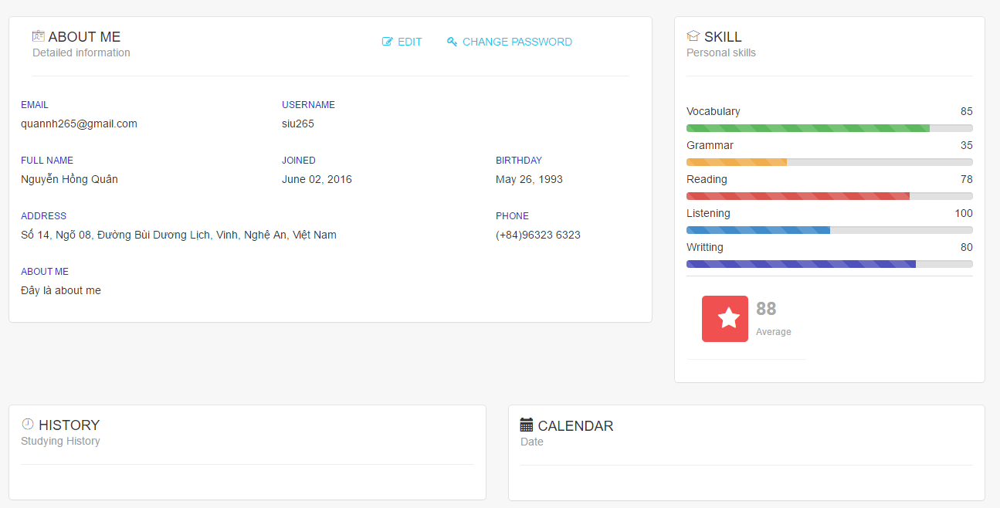 ABOUT ME
Detailed information
EDIT
CHANGE PASSWORD
EMAIL
quannh265@gmail.com
USERNAME
siu265
FULL NAME
Nguyễn Hồng Quân
JOINED
June 02, 2016
BIRTHDAY
May 26, 1993
ADDRESS
Số 14, Ngõ 08, Đường Bùi Dương Lịch, Vinh, Nghệ An, Việt Nam
PHONE
(+84)96323 6323
ABOUT ME
Đây là about me
SKILL
Personal skills
Vocabulary 85
Grammar 35
Reading 78
Listening 100
Writting 80
88
Average
HISTORY
Studying History
CALENDAR
Date